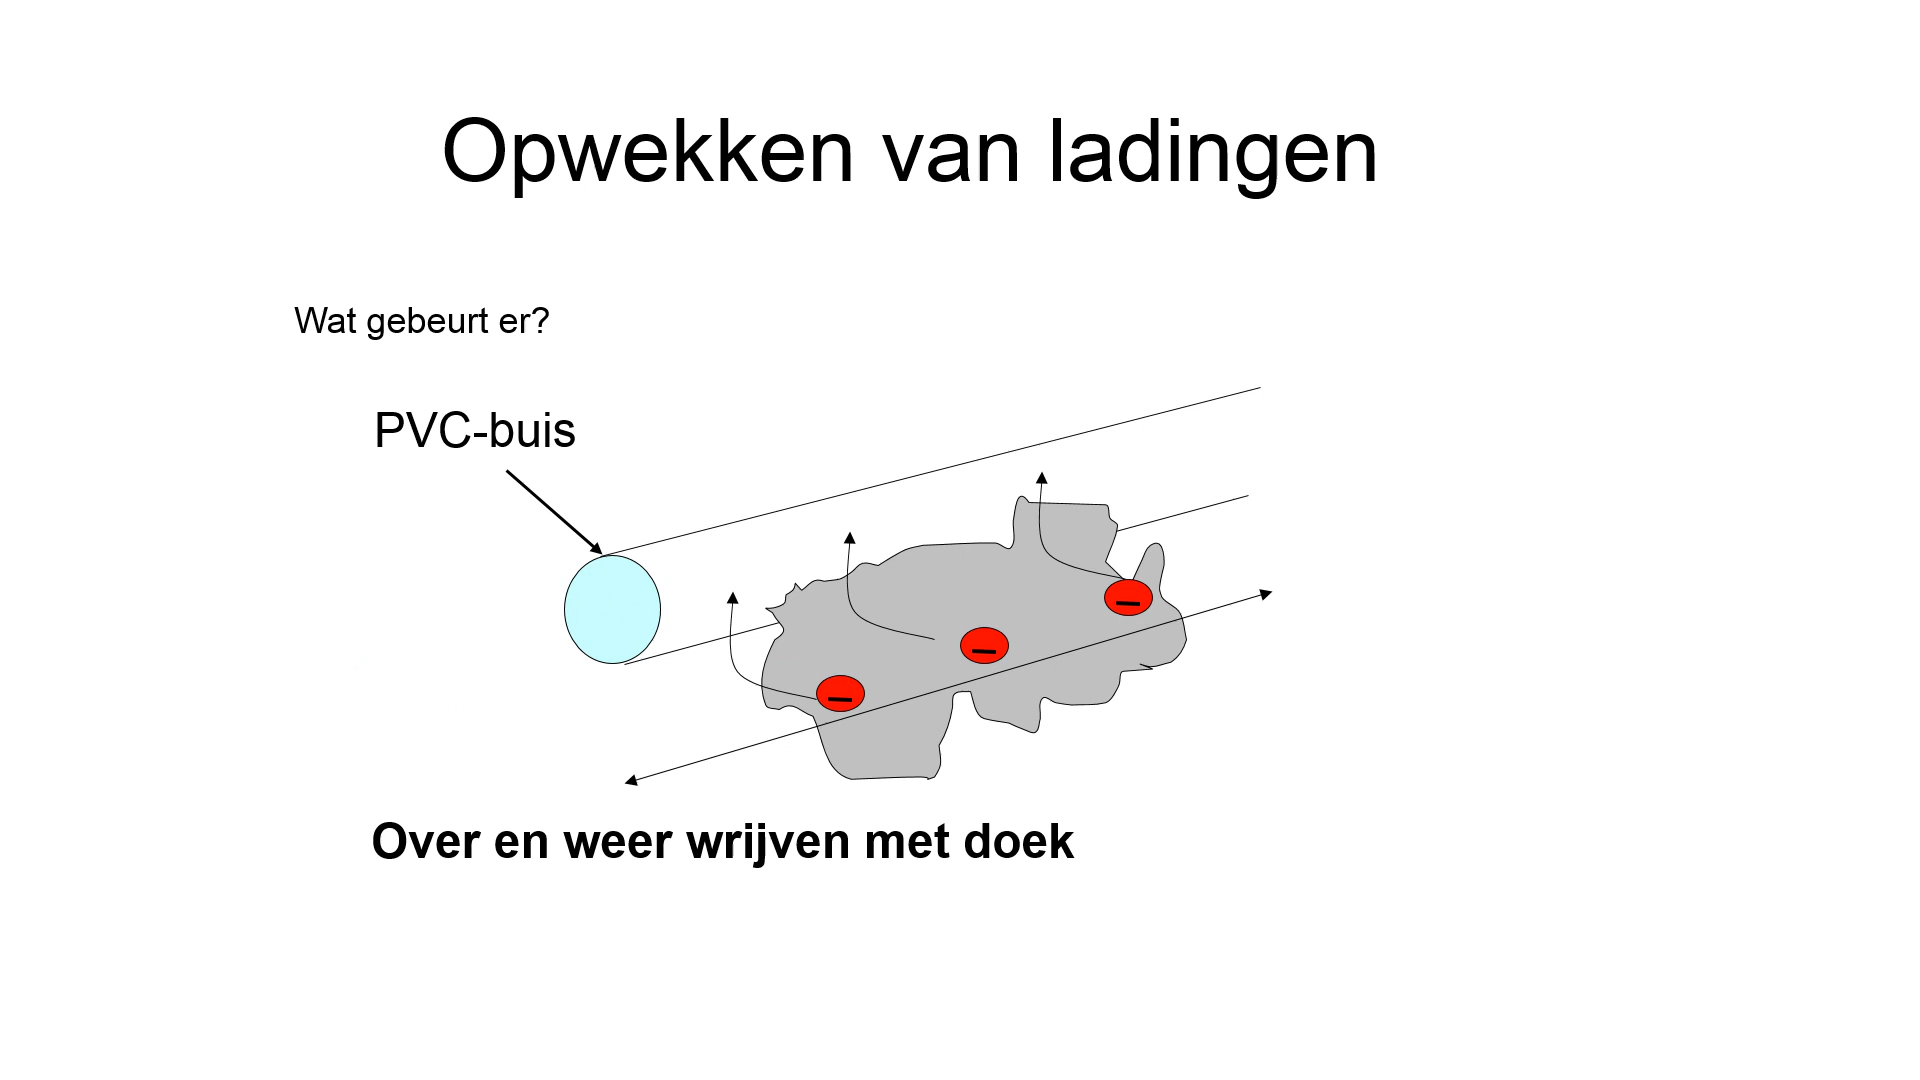 Opwekken van ladingen
Wat gebeurt er?
PVC-buis
Over en weer wrijven met doek